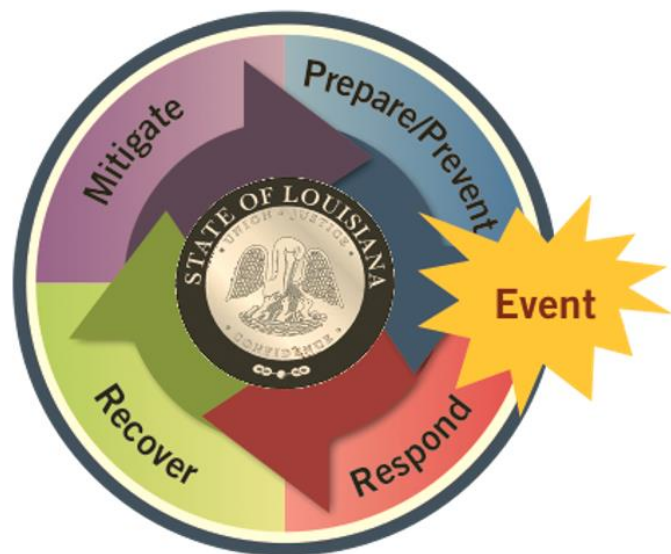 Mitigate
Prepare/Prevent
STATE OF LOUISIANA
UNION · JUSTICE
CONFIDENCE
Event
Recover
Respond